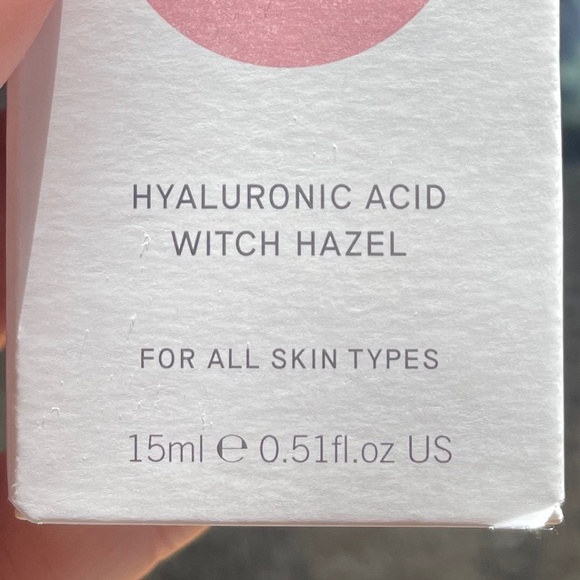 HYALURONIC ACID
WITCH HAZEL
FOR ALL SKIN TYPES
15ml ℮ 0.51fl.oz US